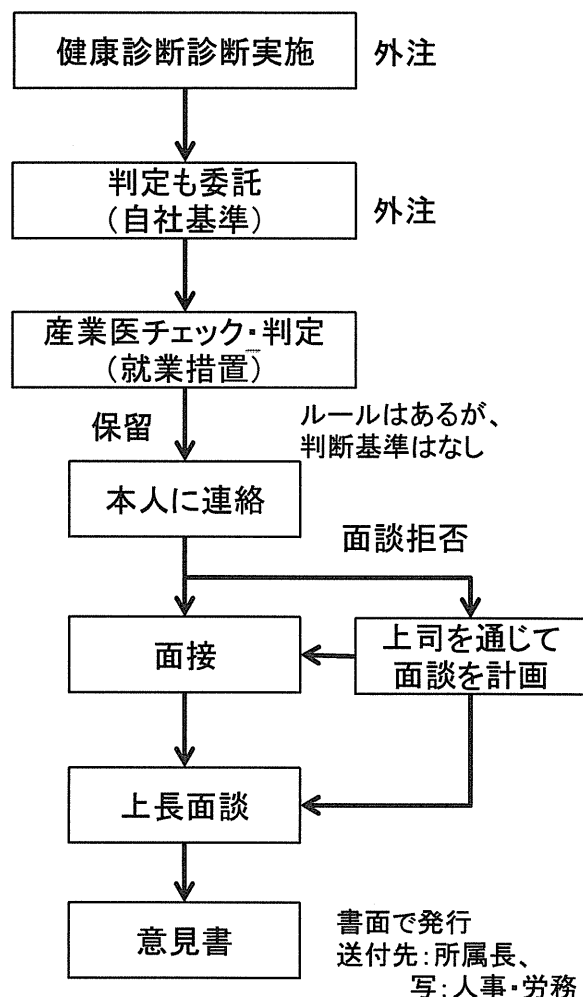 健康診断診断実施
外注
判定も委託
(自社基準)
外注
産業医チェック・判定
(就業措置)
保留
ルールはあるが、
判断基準はなし
本人に連絡
面談拒否
面接
上司を通じて
面談を計画
上長面談
意見書
書面で発行
送付先:所属長、
写:人事・労務